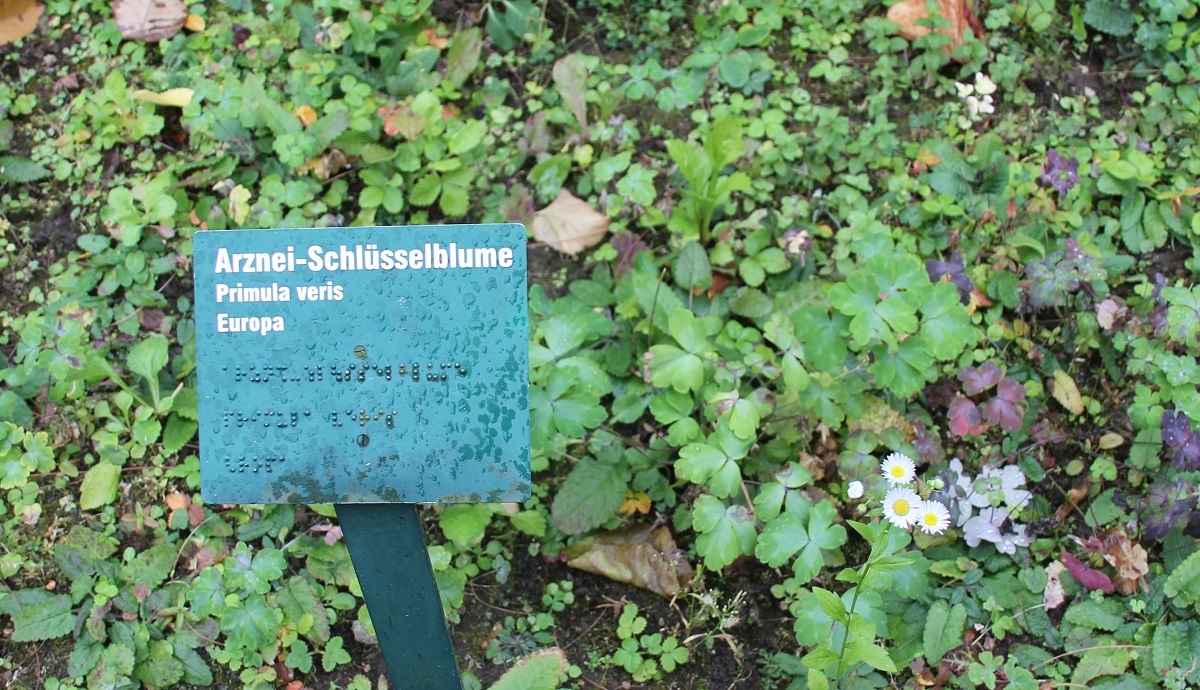 Arznei-Schlüsselblume
Primula veris
Europa